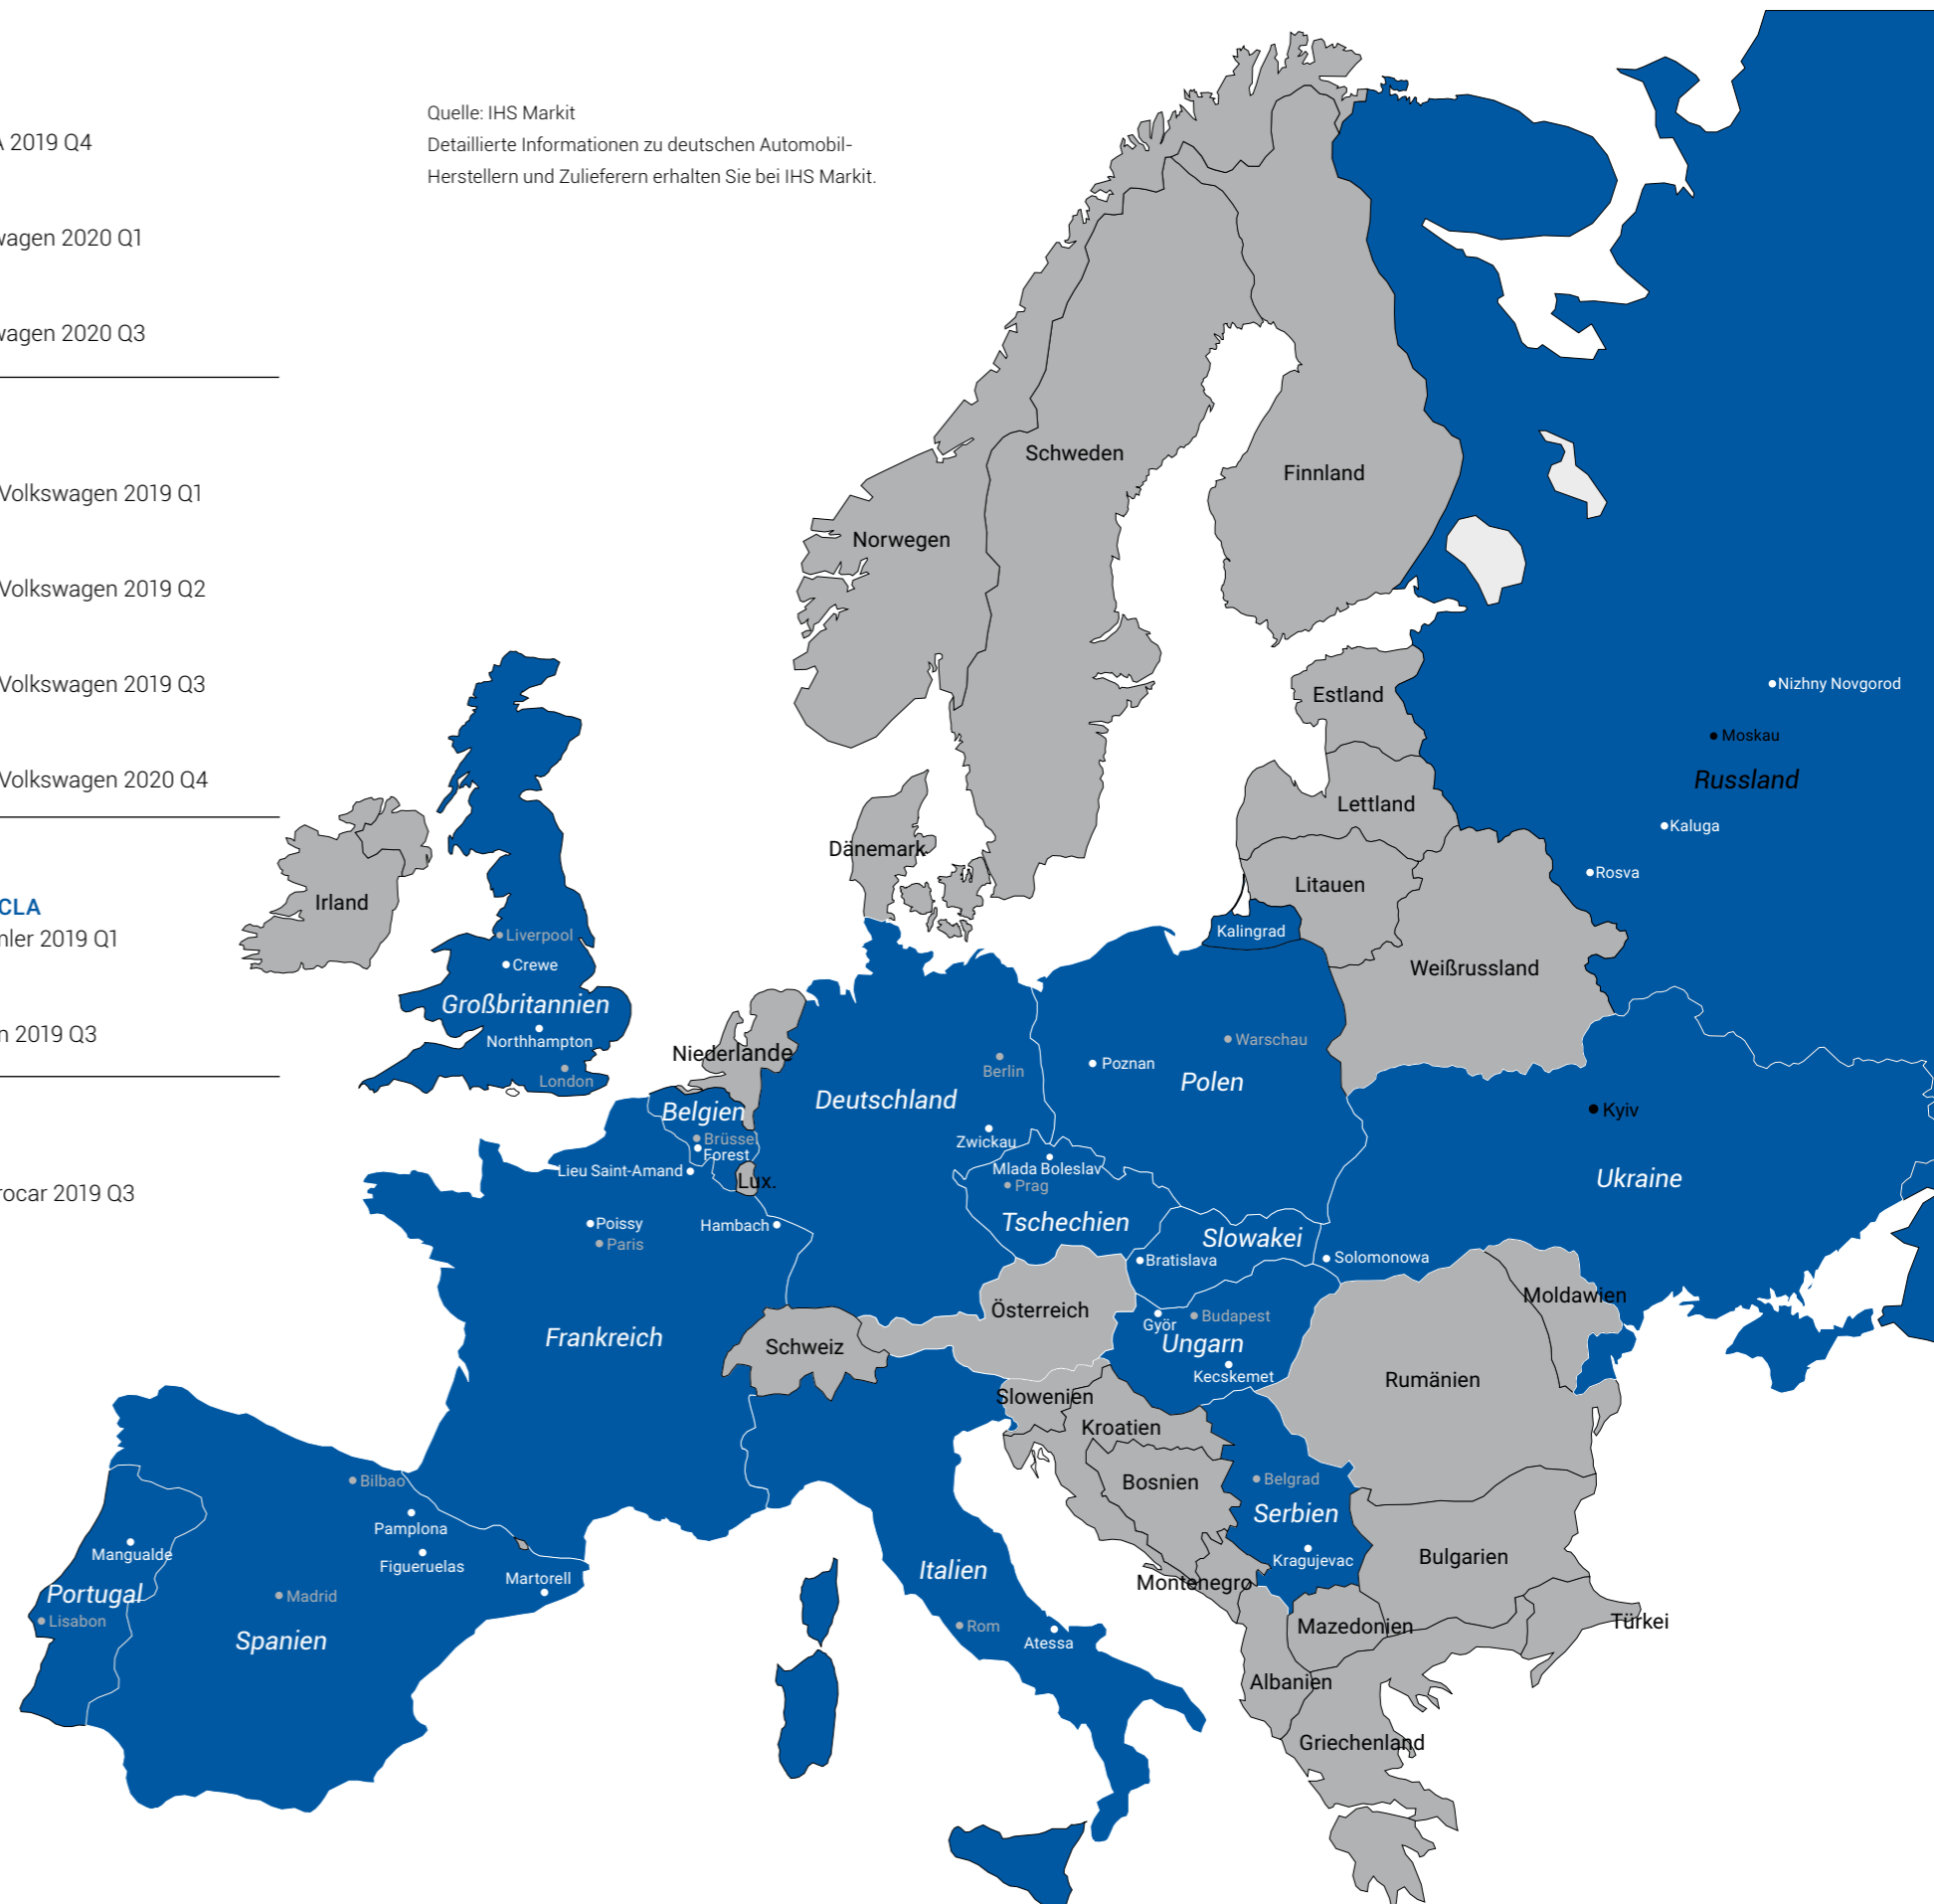 Quelle: IHS Markit
Detaillierte Informationen zu deutschen Automobil-
Herstellern und Zulieferern erhalten Sie bei IHS Markit.
A 2019 Q4
wagen 2020 Q1
wagen 2020 Q3
Volkswagen 2019 Q1
Volkswagen 2019 Q2
Volkswagen 2019 Q3
Volkswagen 2020 Q4
CLA
2019 Q1
2019 Q3
2019 Q3
Schweden
Finnland
Norwegen
Estland
Nizhny Novgorod
Moskau
Russland
Lettland
Kaluga
Dänemark
Rosva
Litauen
Irland
Kalingrad
Liverpool
Crewe
Weißrussland
Großbritannien
Northhampton
London
Niederlande
Warschau
Berlin
Poznan
Polen
Deutschland
Belgien
Kyiv
Brüssel
Forest
Zwickau
Lieu Saint-Amand
Mlada Boleslav
Lux.
Prag
Ukraine
Poissy
Hambach
Paris
Tschechien
Slowakei
Bratislava
Solomonowa
Österreich
Moldawien
Györ
Budapest
Frankreich
Schweiz
Ungarn
Kecskemet
Rumänien
Slowenien
Kroatien
Bilbao
Bosnien
Belgrad
Serbien
Pamplona
Mangualde
Figueruelas
Kragujevac
Bulgarien
Italien
Martorell
Montenegro
Portugal
Madrid
Lisabon
Rom
Mazedonien
Türkei
Spanien
Atessa
Albanien
Griechenland